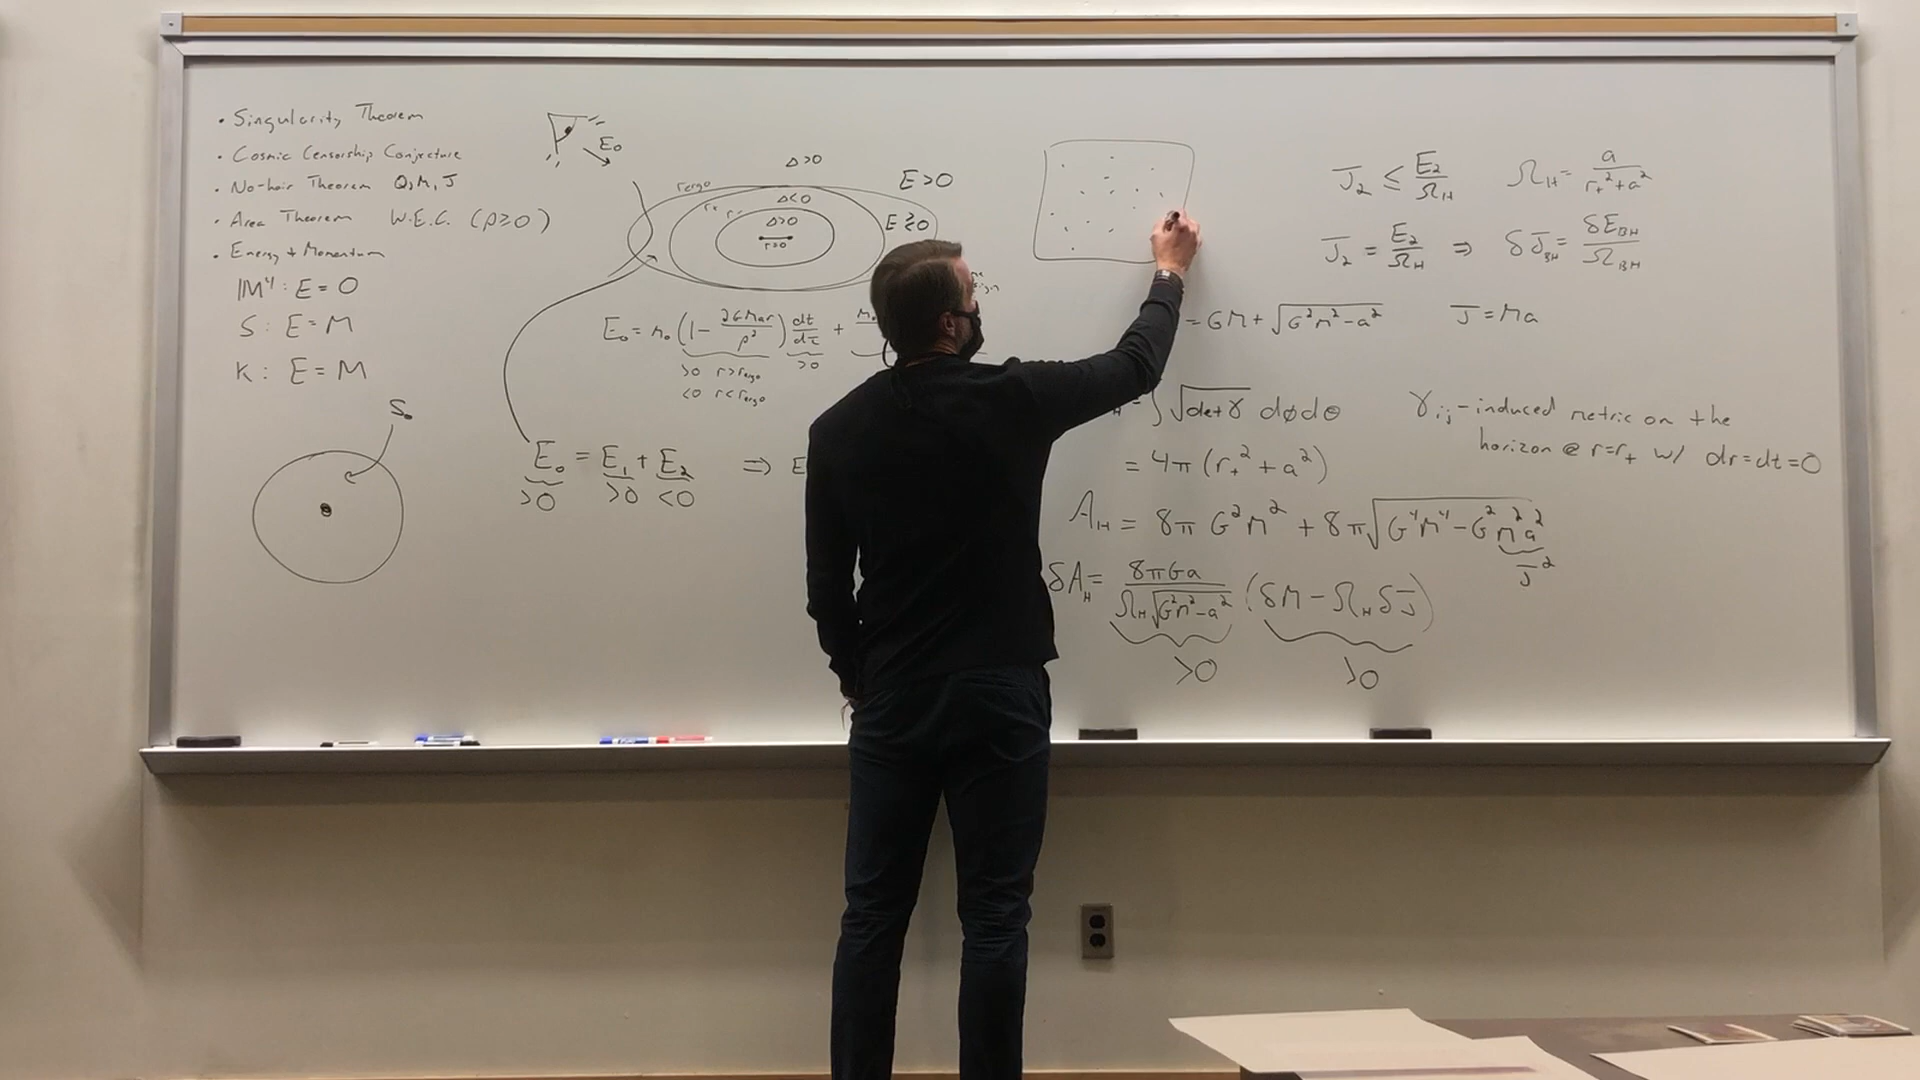 • Singularity Theorem
• Cosmic Censorship Conjecture
• No-hair Theorem Q, M, J
• Area Theorem W.E.C. (ρ≥0)
• Energy + Momentum
IM⁴: E = 0
S: E = M
K: E = M
S₀
E₀
Δ>0
r_ergo
Δ<0
r₊ r₋
Δ>0
r=0
E>0
E≷0
E₀ = m₀(1 - 2GMar/ρ²) dt/dτ +
>0 r>r_ergo
<0 r<r_ergo
>0
E₀ = E₁ + E₂ ⇒ E
>0 >0 <0
J₂ ≤ E₂/Ω_H Ω_H = a/(r₊²+a²)
J₂ = E₂/Ω_H ⇒ δJ_BH = δE_BH/Ω_BH
= GM + √(G²M²-a²) J = Ma
= ∫√(det γ) dϕdθ
γ_ij - induced metric on the
horizon @ r=r₊ w/ dr=dt=0
= 4π(r₊² + a²)
A_H = 8π G²M² + 8π√(G⁴M⁴ - G²M²a²)
J²
δA_H = 8πGa/(Ω_H√(G²M²-a²)) (δM - Ω_H δJ)
>0 >0